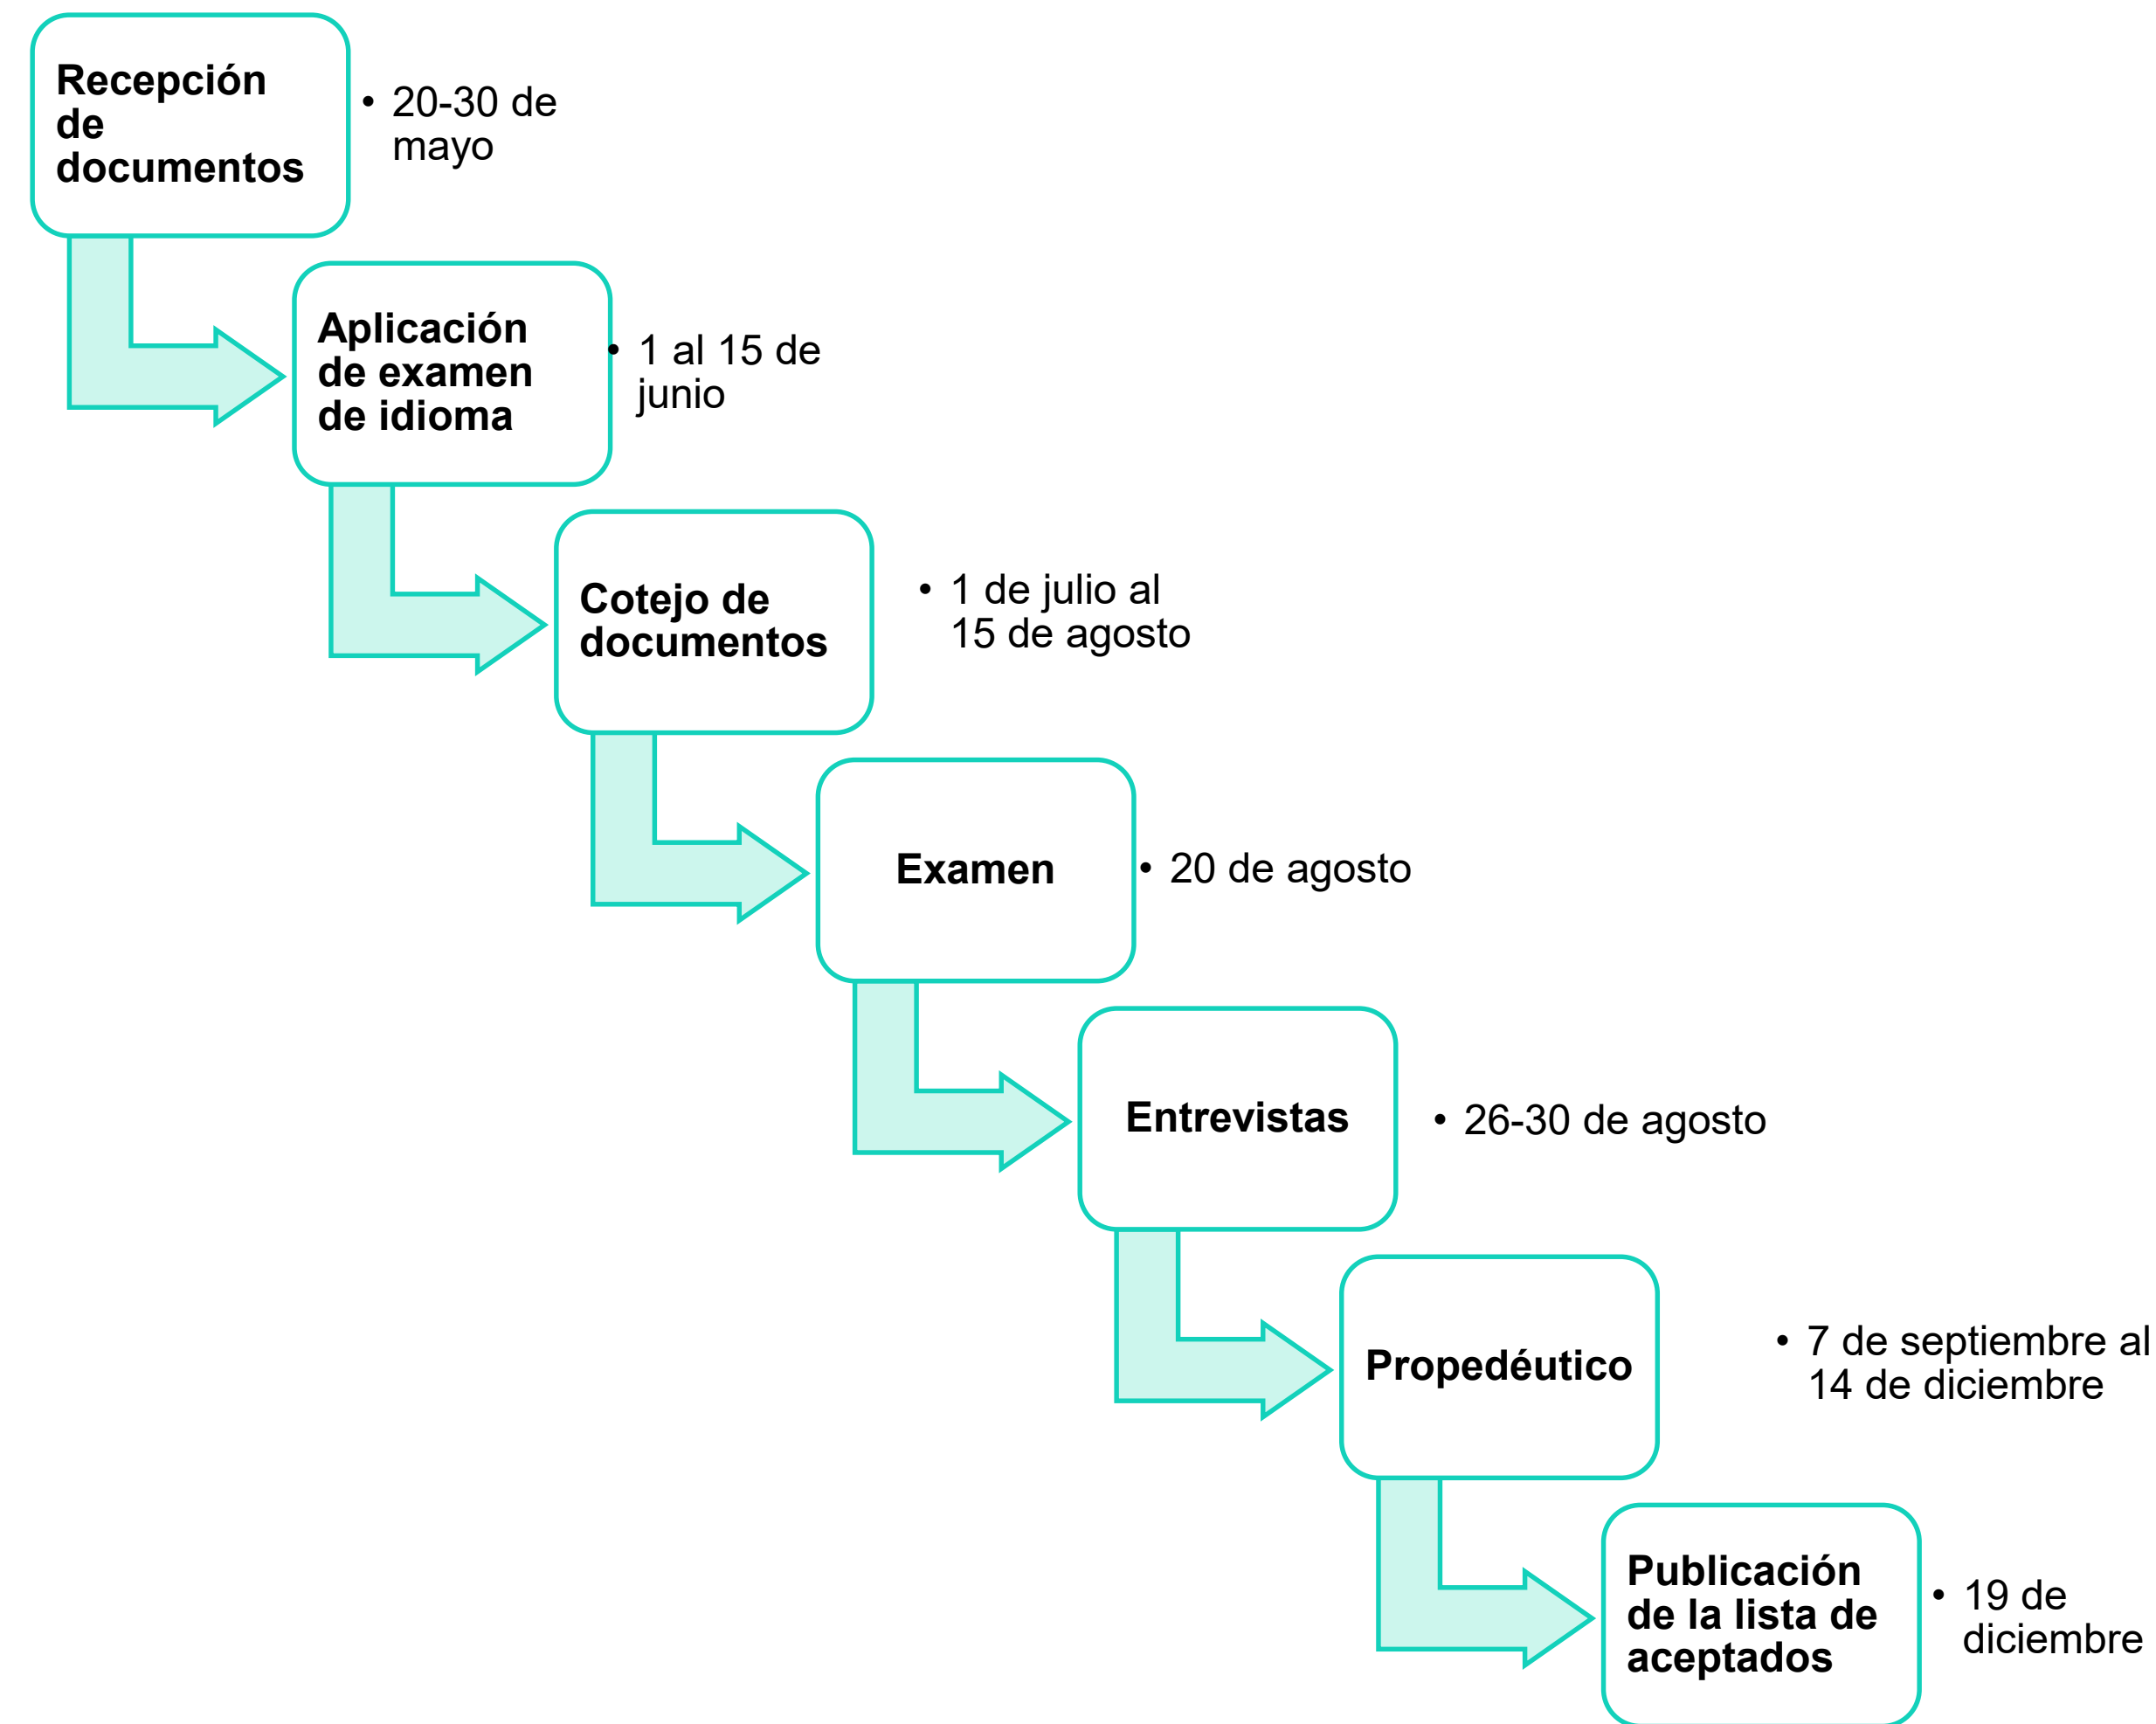 Recepción
de
documentos
• 20-30 de
mayo
Aplicación
de examen
de idioma
• 1 al 15 de
junio
Cotejo de
documentos
• 1 de julio al
15 de agosto
Examen
• 20 de agosto
Entrevistas
• 26-30 de agosto
Propedéutico
• 7 de septiembre al
14 de diciembre
Publicación
de la lista de
aceptados
• 19 de
diciembre